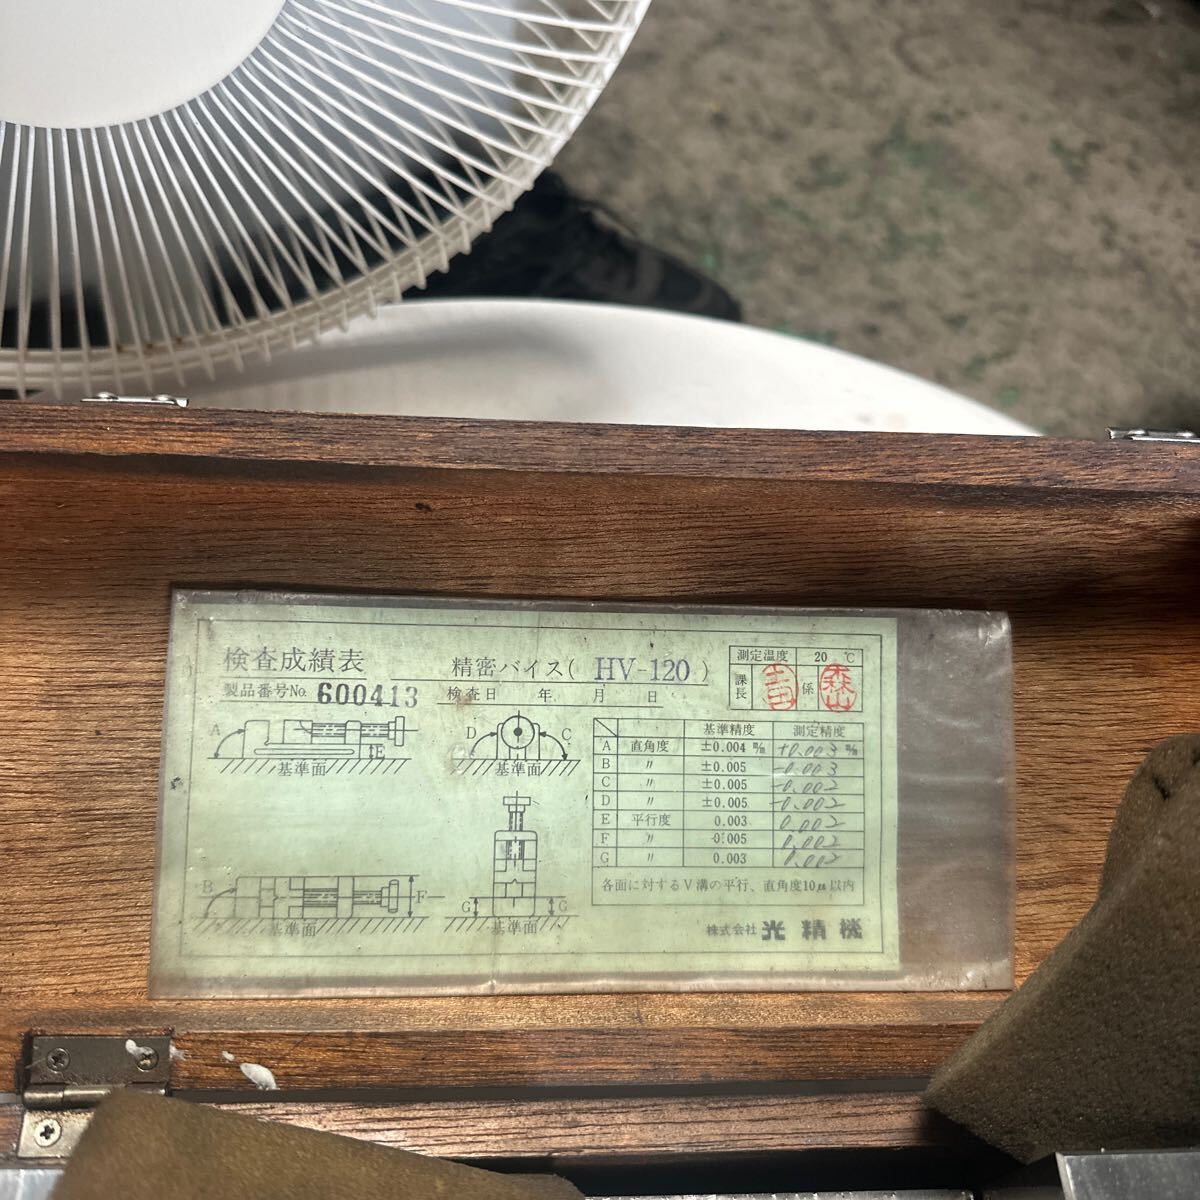 検査成績表
精密バイス( HV-120 )
測定温度 20 ℃
課長 係 森山
製品番号No. 600413
検査日 年 月 日
A E
基準面
D C
基準面
B F
基準面
G G
基準面
基準精度 測定精度
A 直角度 ±0.004 ㎜ +0.003 ㎜
B 〃 ±0.005 -0.003
C 〃 ±0.005 -0.002
D 〃 ±0.005 -0.002
E 平行度 0.003 0.002
F 〃 0.005 0.002
G 〃 0.003 0.002
各面に対するV溝の平行、直角度10μ以内
株式会社 光精機